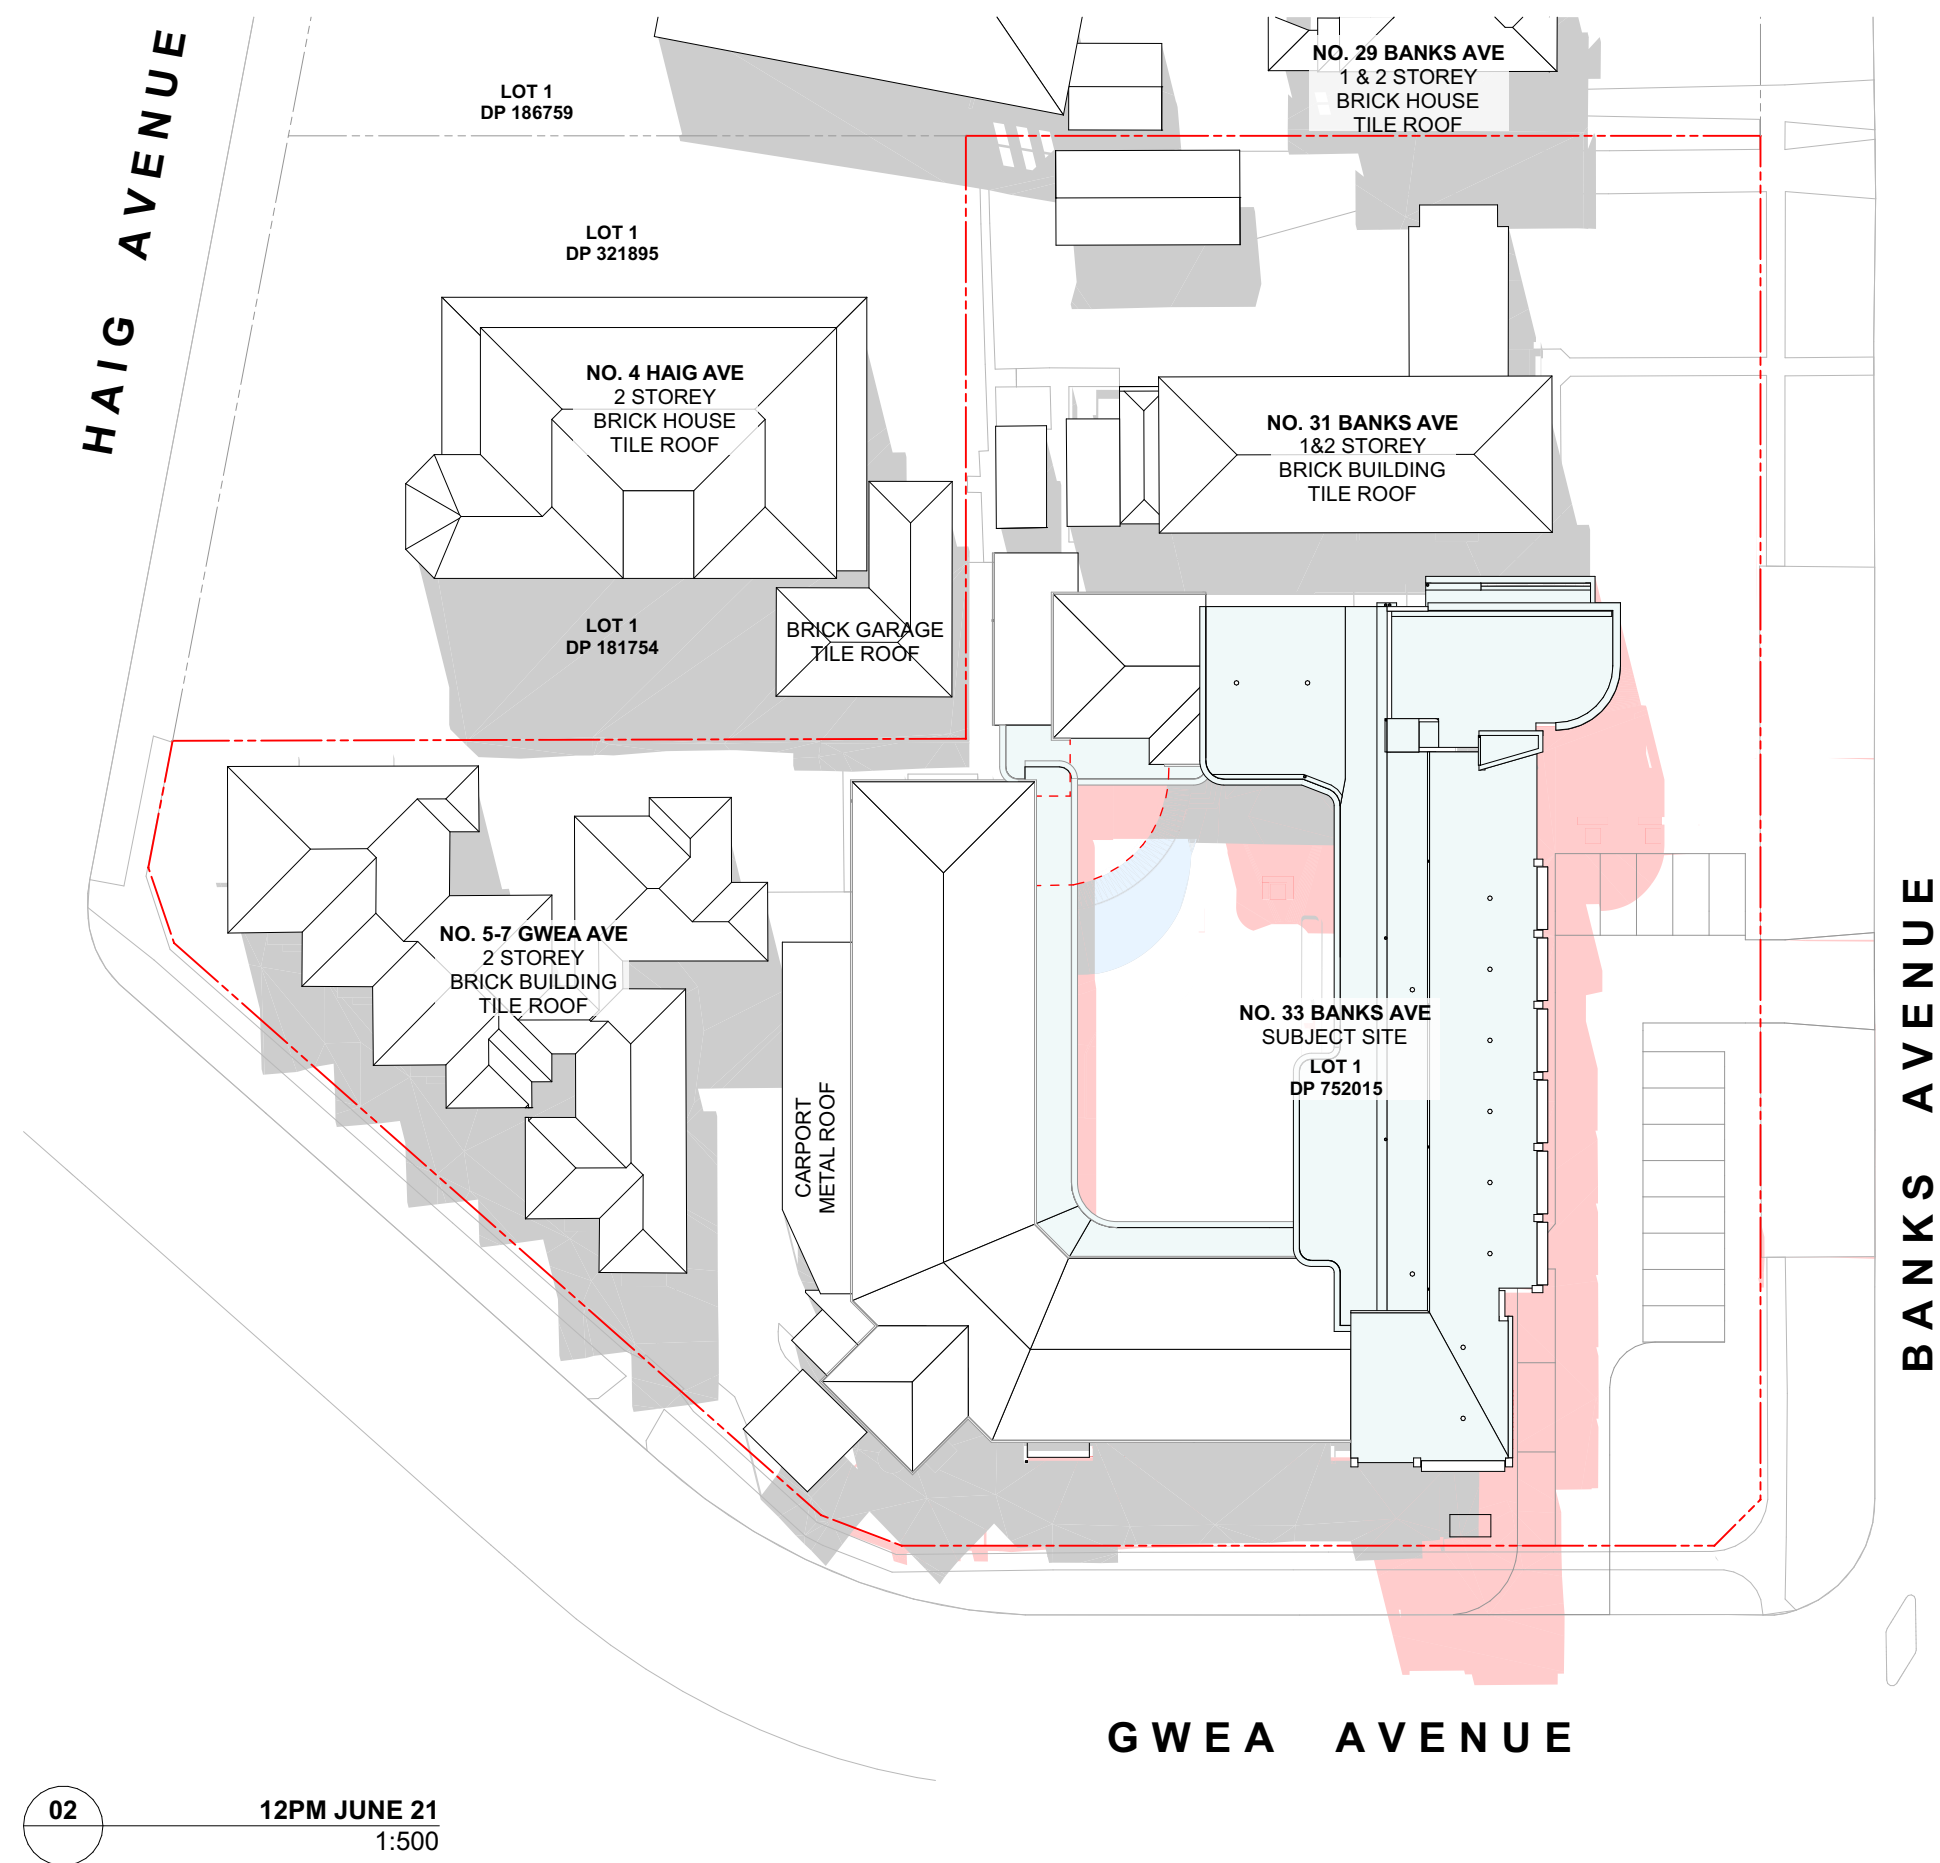 HAIG AVENUE
LOT 1
DP 186759
NO. 29 BANKS AVE
1 & 2 STOREY
BRICK HOUSE
TILE ROOF
LOT 1
DP 321895
NO. 4 HAIG AVE
2 STOREY
BRICK HOUSE
TILE ROOF
NO. 31 BANKS AVE
1&2 STOREY
BRICK BUILDING
TILE ROOF
LOT 1
DP 181754
BRICK GARAGE
TILE ROOF
NO. 5-7 GWEA AVE
2 STOREY
BRICK BUILDING
TILE ROOF
CARPORT
METAL ROOF
NO. 33 BANKS AVE
SUBJECT SITE
LOT 1
DP 752015
BANKS AVENUE
GWEA AVENUE
02
12PM JUNE 21
1:500